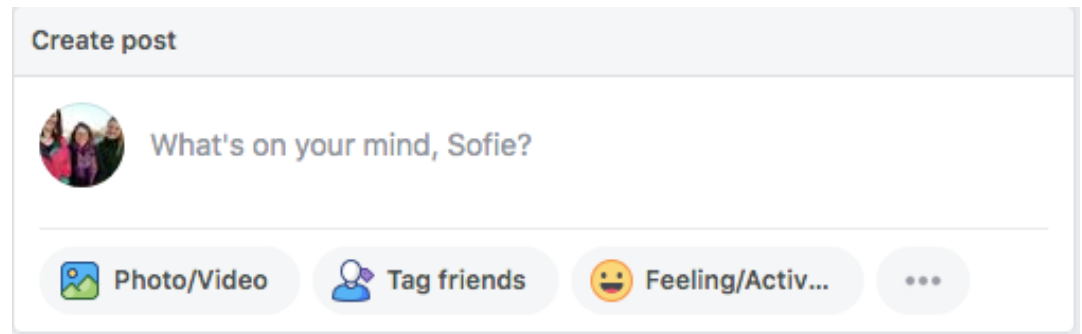 Create post
What's on your mind, Sofie?
Photo/Video Tag friends Feeling/Activ...